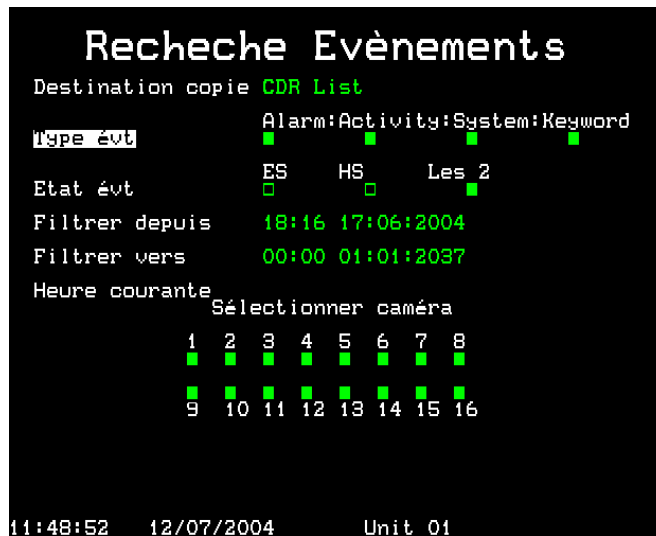 Recheche Evènements
Destination copie CDR List
Alarm:Activity:System:Keyword
Type évt
ES HS Les 2
Etat évt
Filtrer depuis 18:16 17:06:2004
Filtrer vers 00:00 01:01:2037
Heure courante
Sélectionner caméra
1 2 3 4 5 6 7 8
9 10 11 12 13 14 15 16
11:48:52 12/07/2004 Unit 01